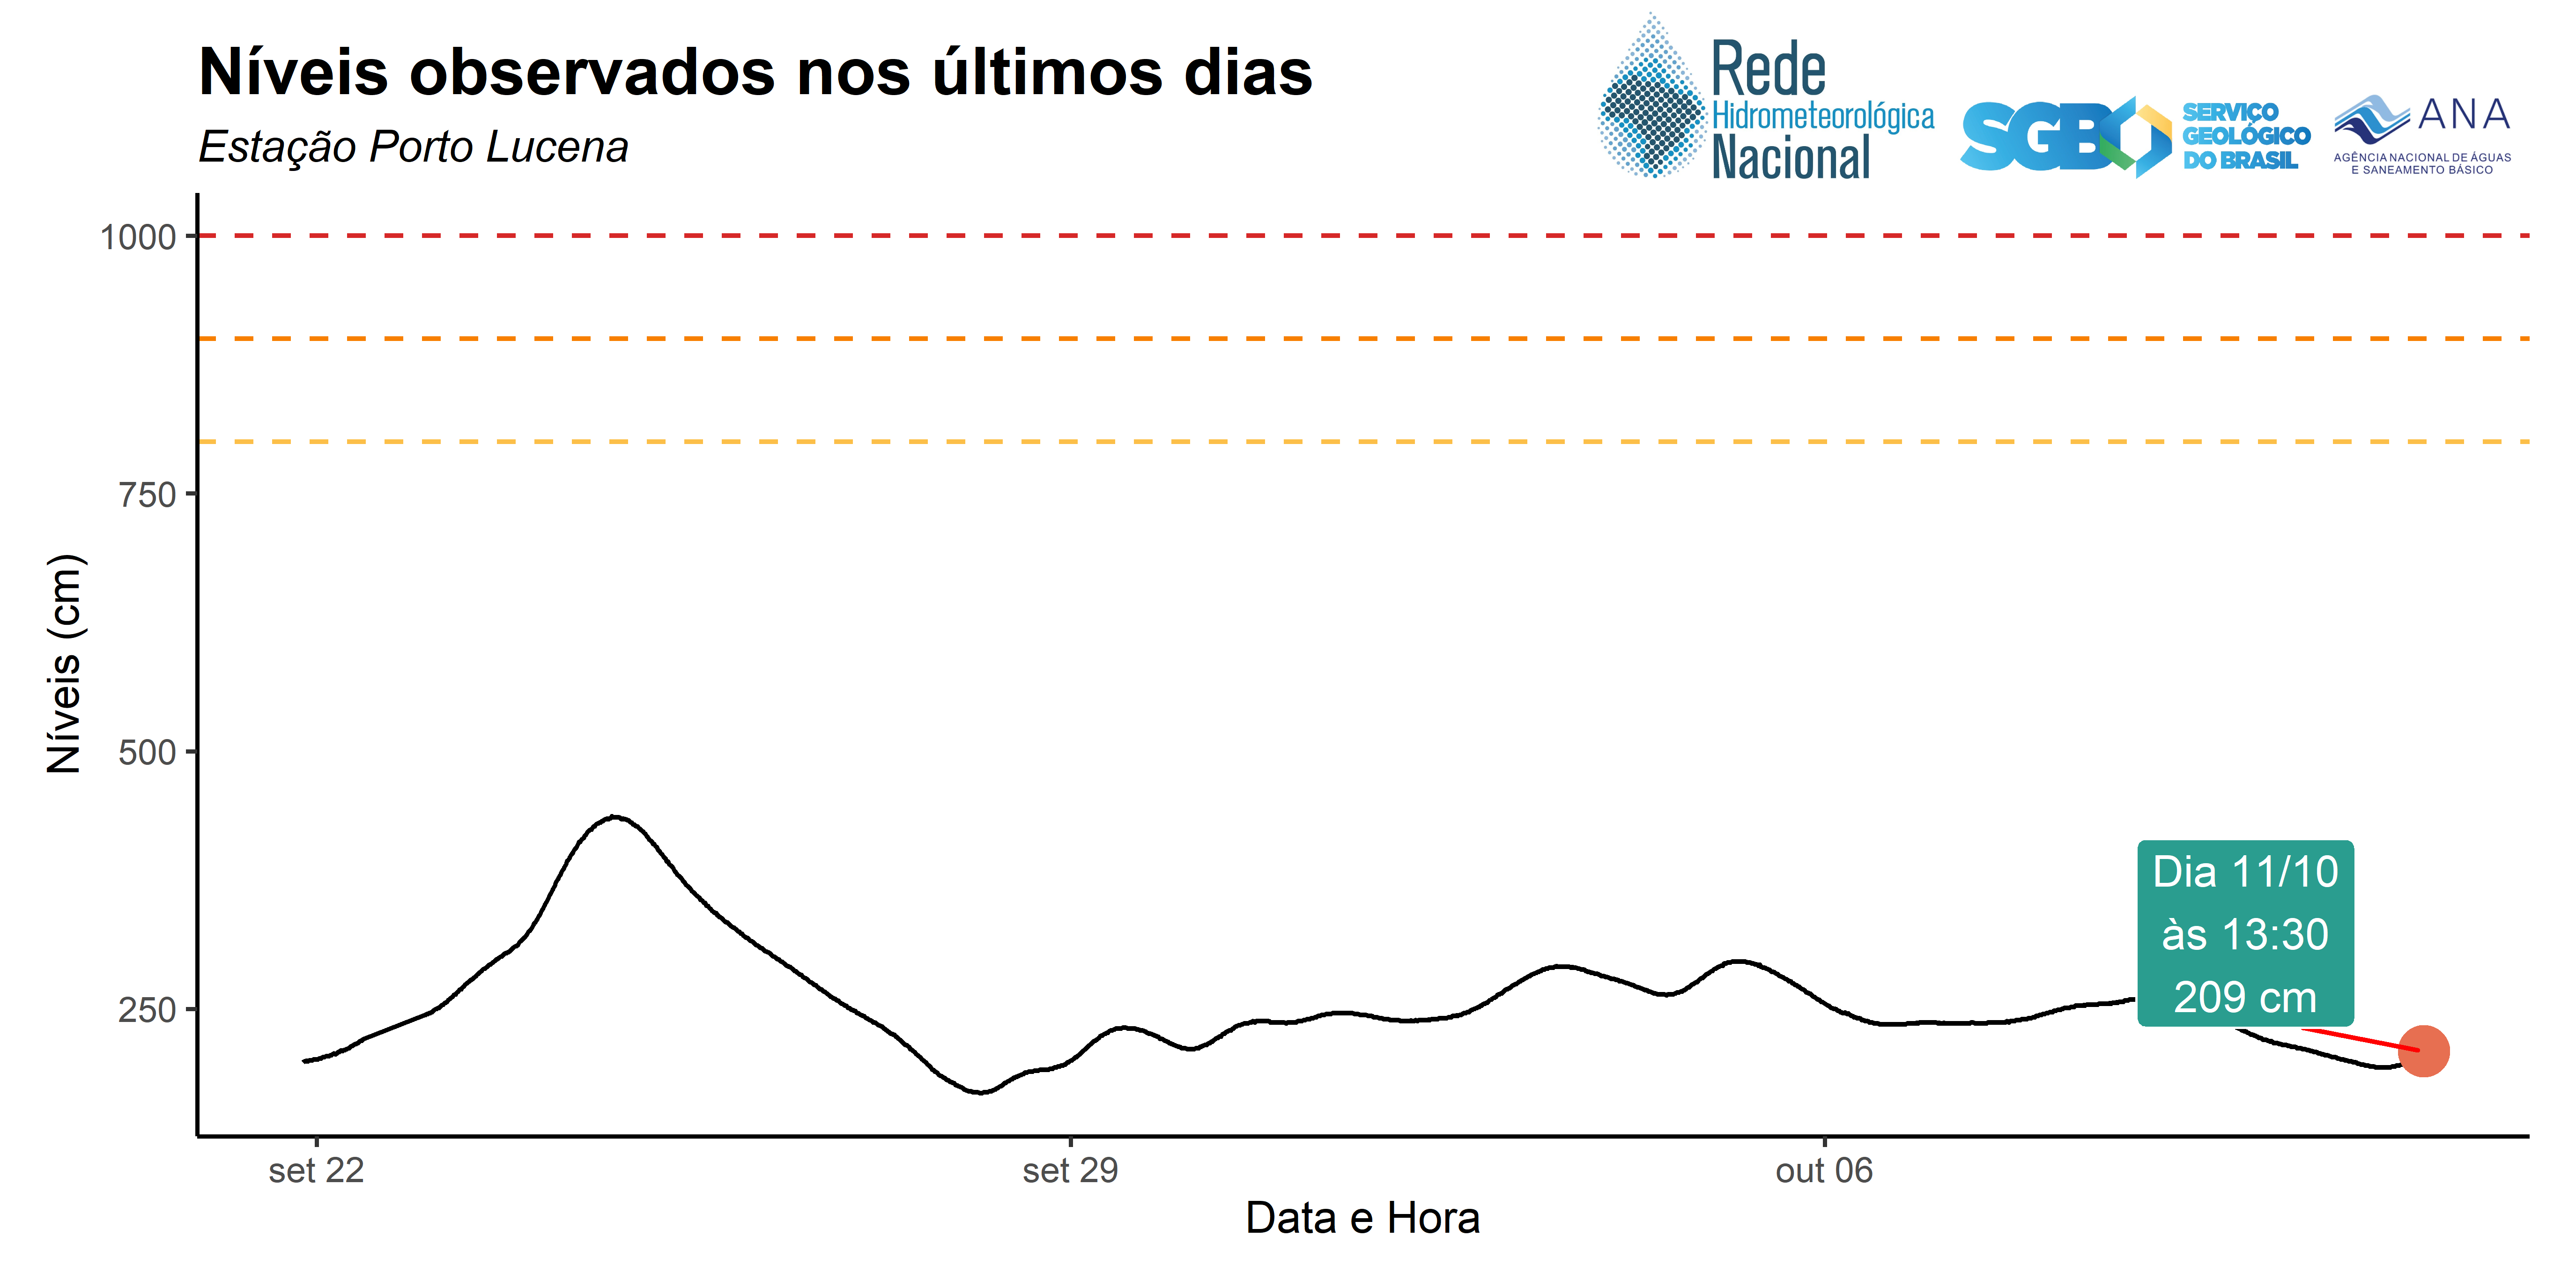 Níveis observados nos últimos dias
Estação Porto Lucena
Rede
Hidrometeorológica
Nacional
SGB
SERVIÇO
GEOLÓGICO
DO BRASIL
ANA
AGÊNCIA NACIONAL DE ÁGUAS
E SANEAMENTO BÁSICO
1000
750
500
250
Níveis (cm)
Dia 11/10
às 13:30
209 cm
set 22
set 29
out 06
Data e Hora